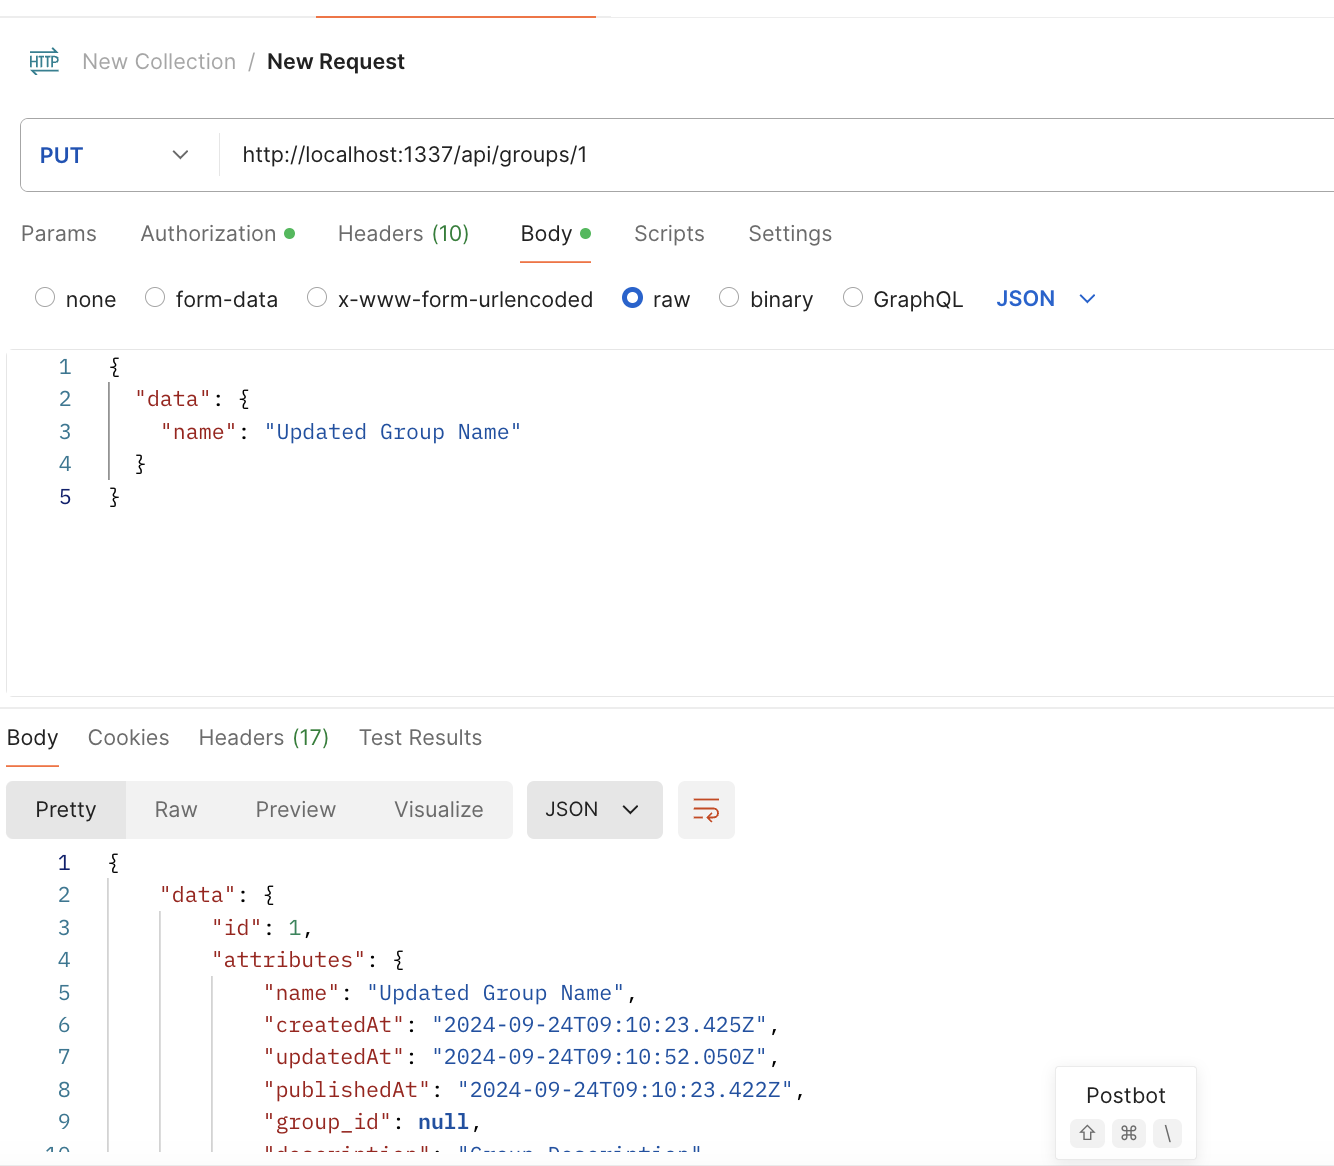 HTTP New Collection / New Request
PUT http://localhost:1337/api/groups/1
Params Authorization Headers (10) Body Scripts Settings
none form-data x-www-form-urlencoded raw binary GraphQL JSON
1 {
2 "data": {
3 "name": "Updated Group Name"
4 }
5 }
Body Cookies Headers (17) Test Results
Pretty Raw Preview Visualize JSON
1 {
2 "data": {
3 "id": 1,
4 "attributes": {
5 "name": "Updated Group Name",
6 "createdAt": "2024-09-24T09:10:23.425Z",
7 "updatedAt": "2024-09-24T09:10:52.050Z",
8 "publishedAt": "2024-09-24T09:10:23.422Z",
9 "group_id": null,
10 "description": "Group Description"
Postbot
⇧ ⌘ \